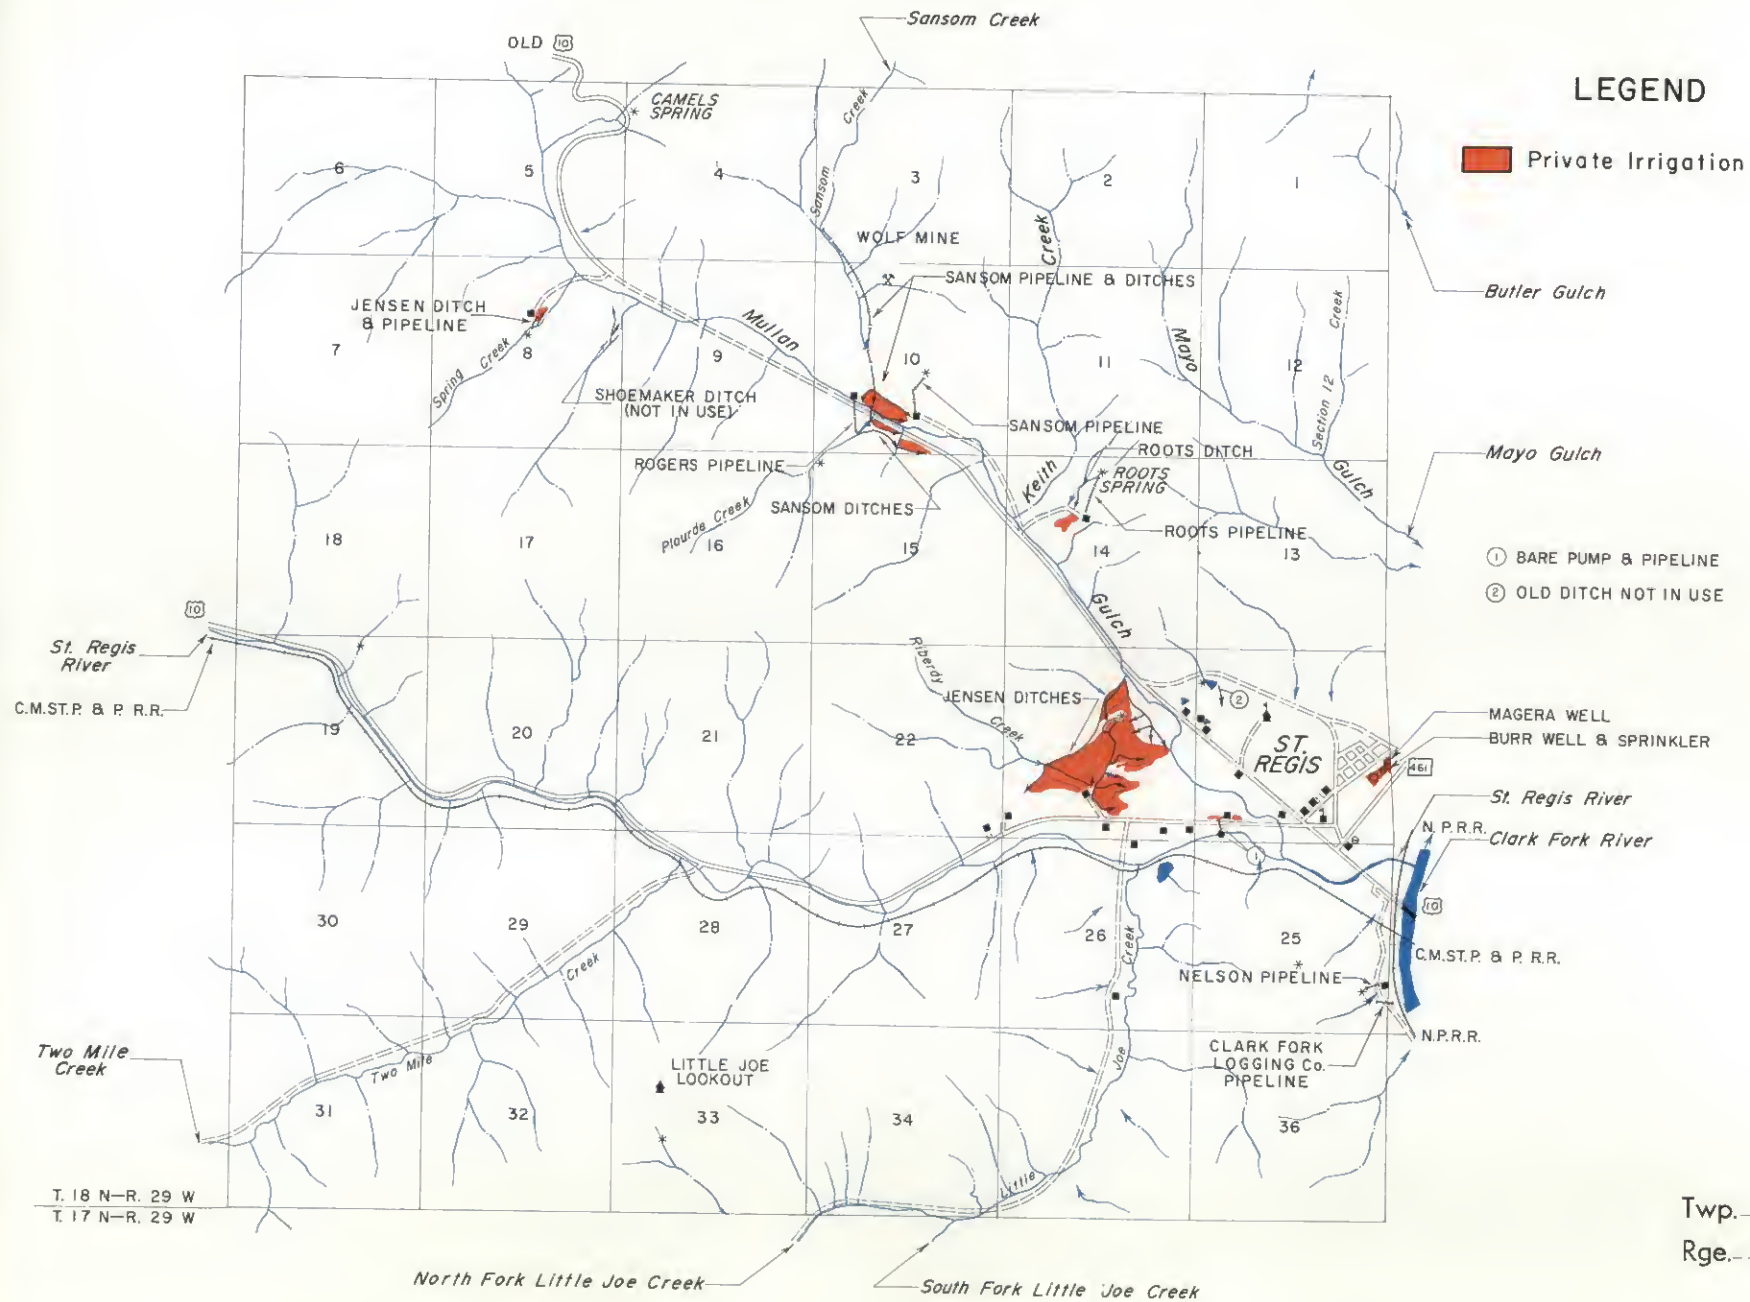 Sansom Creek
OLD 10
LEGEND
CAMELS
SPRING
Creek
Private Irrigation
6
5
4
3
2
1
Sansom
Creek
WOLF MINE
SANSOM PIPELINE & DITCHES
Butler Gulch
JENSEN DITCH
& PIPELINE
Mullan
Creek
7
Spring Creek
8
9
10
11
Mayo
12
Section 12
SHOEMAKER DITCH
(NOT IN USE)
SANSOM PIPELINE
ROGERS PIPELINE
Keith
ROOTS DITCH
ROOTS
SPRING
Gulch
Mayo Gulch
Plourde Creek
SANSOM DITCHES
ROOTS PIPELINE
18
17
16
15
14
13
1 BARE PUMP & PIPELINE
2 OLD DITCH NOT IN USE
10
Gulch
St. Regis
River
Riberdy
Creek
JENSEN DITCHES
2
C.M.ST.P. & P. R.R.
MAGERA WELL
19
20
21
22
ST.
REGIS
BURR WELL & SPRINKLER
461
St. Regis River
N.P.R.R.
Clark Fork River
1
10
30
29
28
27
26
25
Creek
Creek
C.M.ST.P. & P. R.R.
NELSON PIPELINE
N.P.R.R.
Two Mile
Creek
Two Mile
LITTLE JOE
LOOKOUT
Joe
CLARK FORK
LOGGING Co.
PIPELINE
31
32
33
34
36
Little
T. 18 N–R. 29 W
T. 17 N–R. 29 W
Twp.
Rge.
North Fork Little Joe Creek
South Fork Little Joe Creek